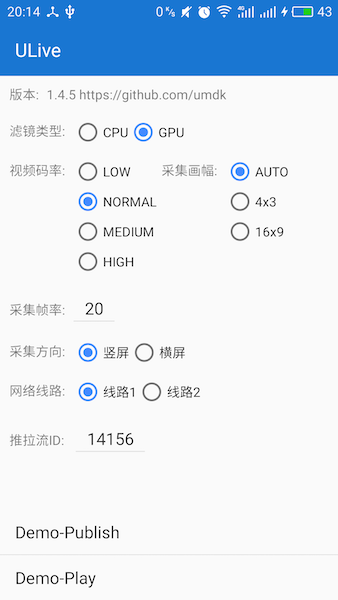 20:14 0 K/s 4G 43
ULive
版本: 1.4.5 https://github.com/umdk
滤镜类型: CPU GPU
视频码率: LOW 采集画幅: AUTO
NORMAL 4x3
MEDIUM 16x9
HIGH
采集帧率: 20
采集方向: 竖屏 横屏
网络线路: 线路1 线路2
推拉流ID: 14156
Demo-Publish
Demo-Play